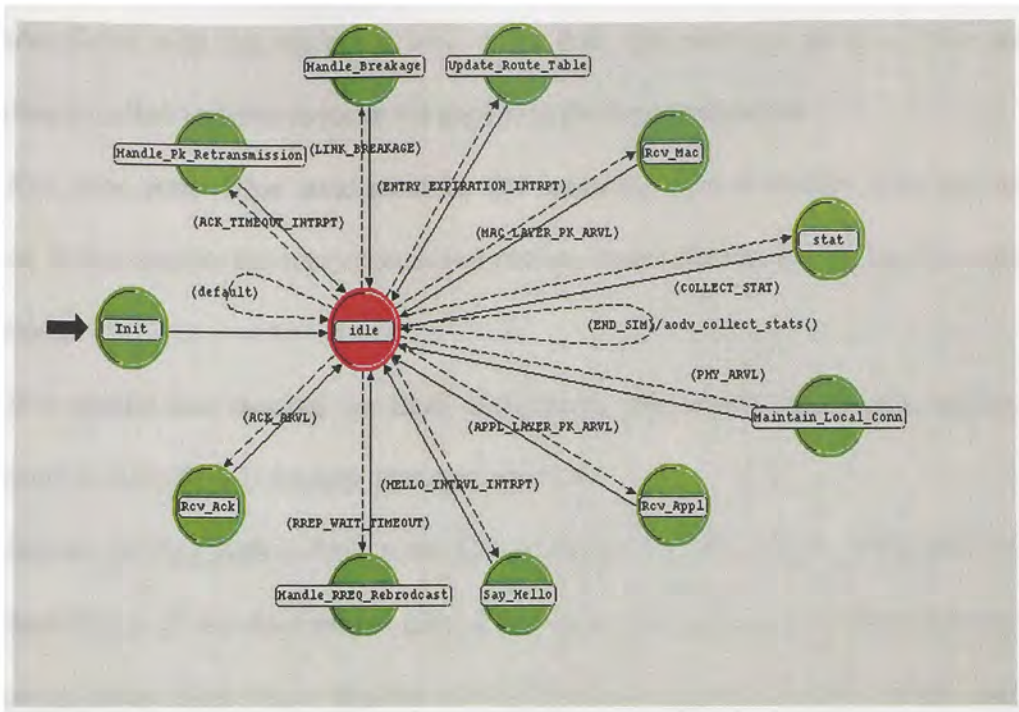 Handle_Breakage
Update_Route_Table
Handle_Pk_Retransmission
(LINK_BREAKAGE)
Rcv_Mac
(ENTRY_EXPIRATION_INTRPT)
(ACK_TIMEOUT_INTRPT)
(MAC_LAYER_PK_ARVL)
stat
(default)
(COLLECT_STAT)
Init
idle
(END_SIM)/aodv_collect_stats()
(PHY_ARVL)
Maintain_Local_Conn
(ACK_ARVL)
(APPL_LAYER_PK_ARVL)
(HELLO_INTRVL_INTRPT)
Rcv_Ack
Rcv_Appl
(RREP_WAIT_TIMEOUT)
Handle_RREQ_Rebrodcast
Say_Hello